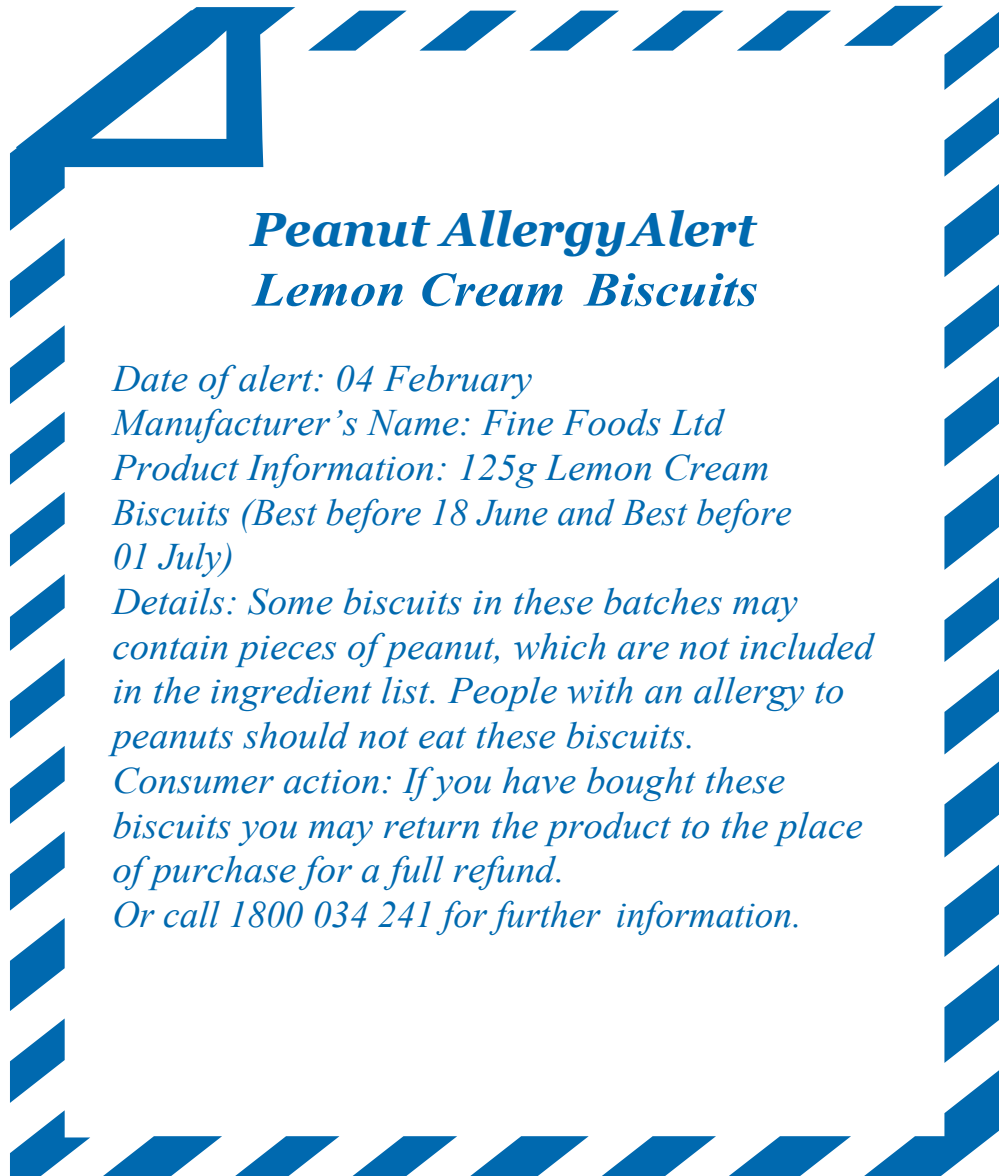 Peanut Allergy Alert
Lemon Cream Biscuits
Date of alert: 04 February
Manufacturer’s Name: Fine Foods Ltd
Product Information: 125g Lemon Cream
Biscuits (Best before 18 June and Best before
01 July)
Details: Some biscuits in these batches may
contain pieces of peanut, which are not included
in the ingredient list. People with an allergy to
peanuts should not eat these biscuits.
Consumer action: If you have bought these
biscuits you may return the product to the place
of purchase for a full refund.
Or call 1800 034 241 for further information.